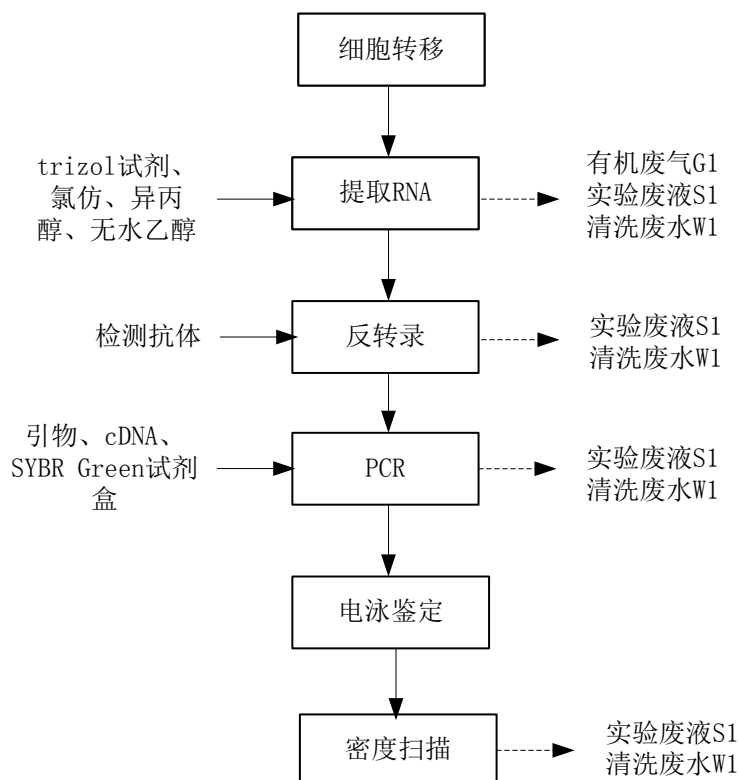 细胞转移
trizol试剂、
氯仿、异丙
醇、无水乙醇
提取RNA
有机废气G1
实验废液S1
清洗废水W1
检测抗体
反转录
实验废液S1
清洗废水W1
引物、cDNA、
SYBR Green试剂
盒
PCR
实验废液S1
清洗废水W1
电泳鉴定
密度扫描
实验废液S1
清洗废水W1